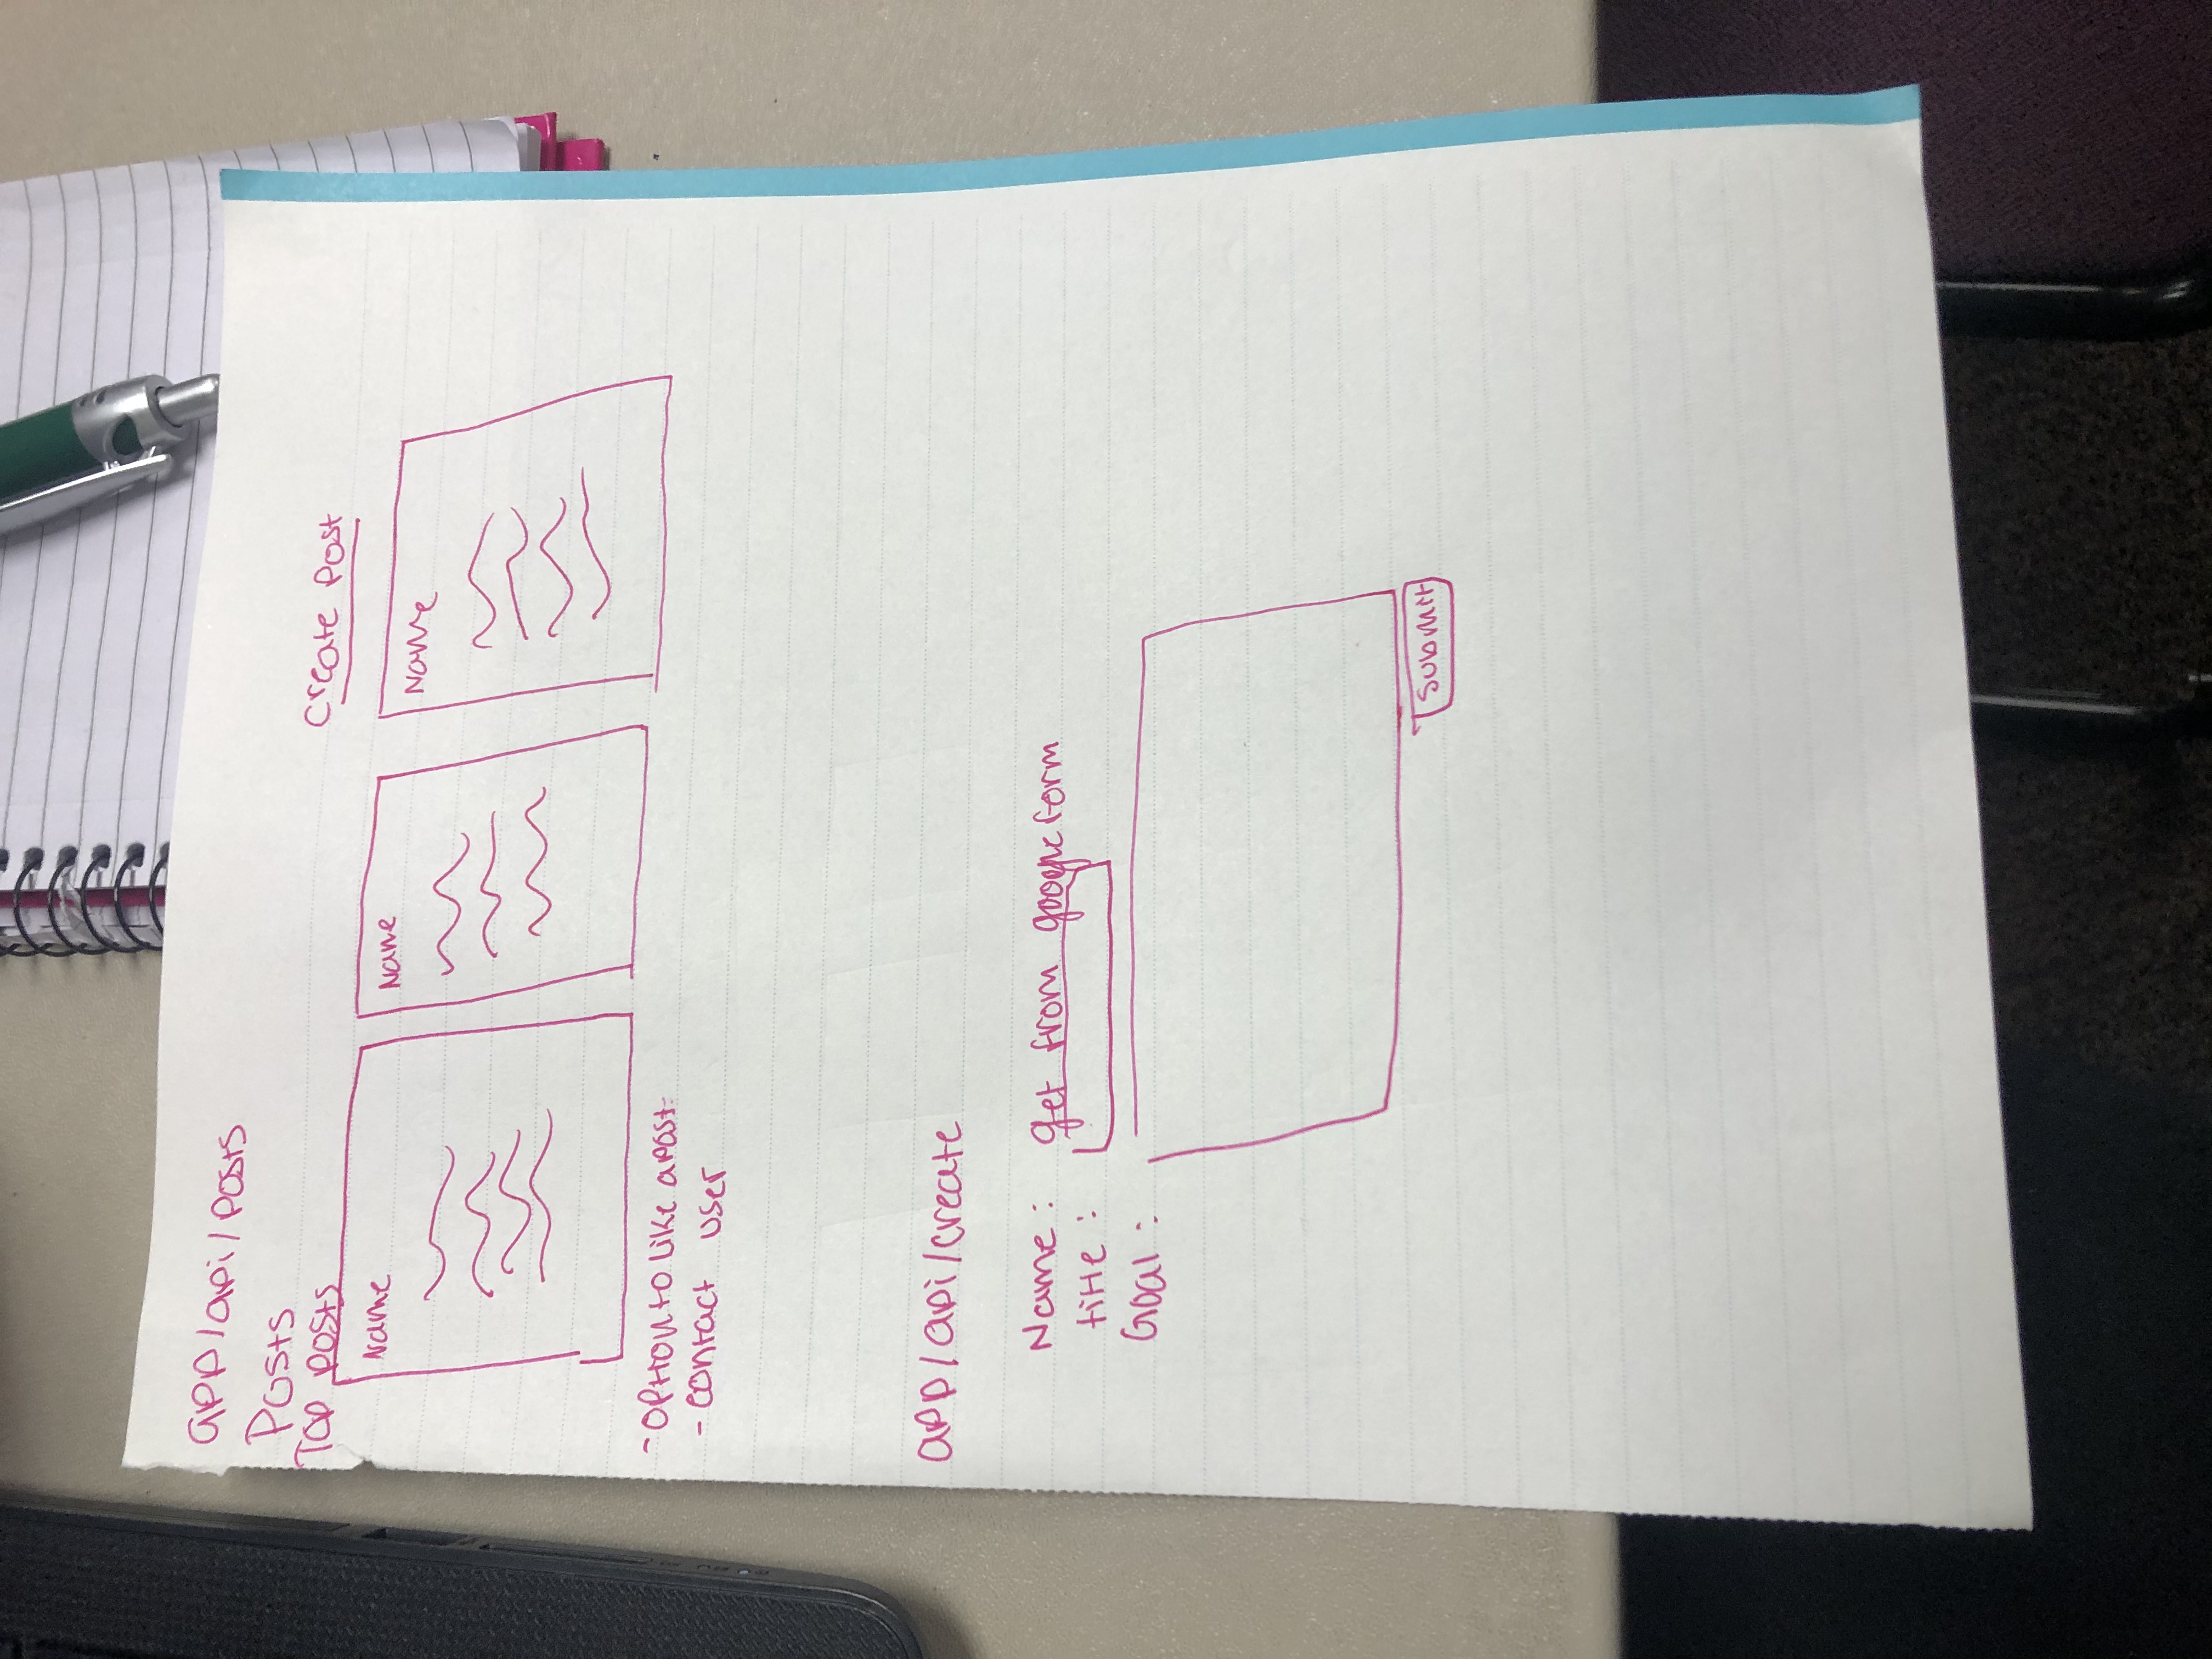 app/api/posts
Posts
TOP posts
create post
Name
Name
Name
- option to like a post
- contact user
app/api/create
Name: get from google form
title:
Goal:
submit